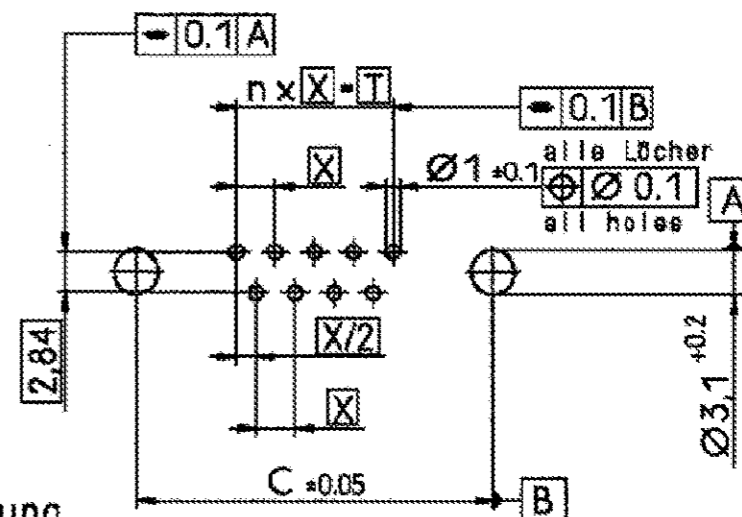 0.1 A
n x X - T
0.1 B
alle Löcher
X
Ø1 ±0.1
⌖ Ø 0.1
A
all holes
X/2
2,84
X
Ø3,1 +0.2
C ±0.05
B